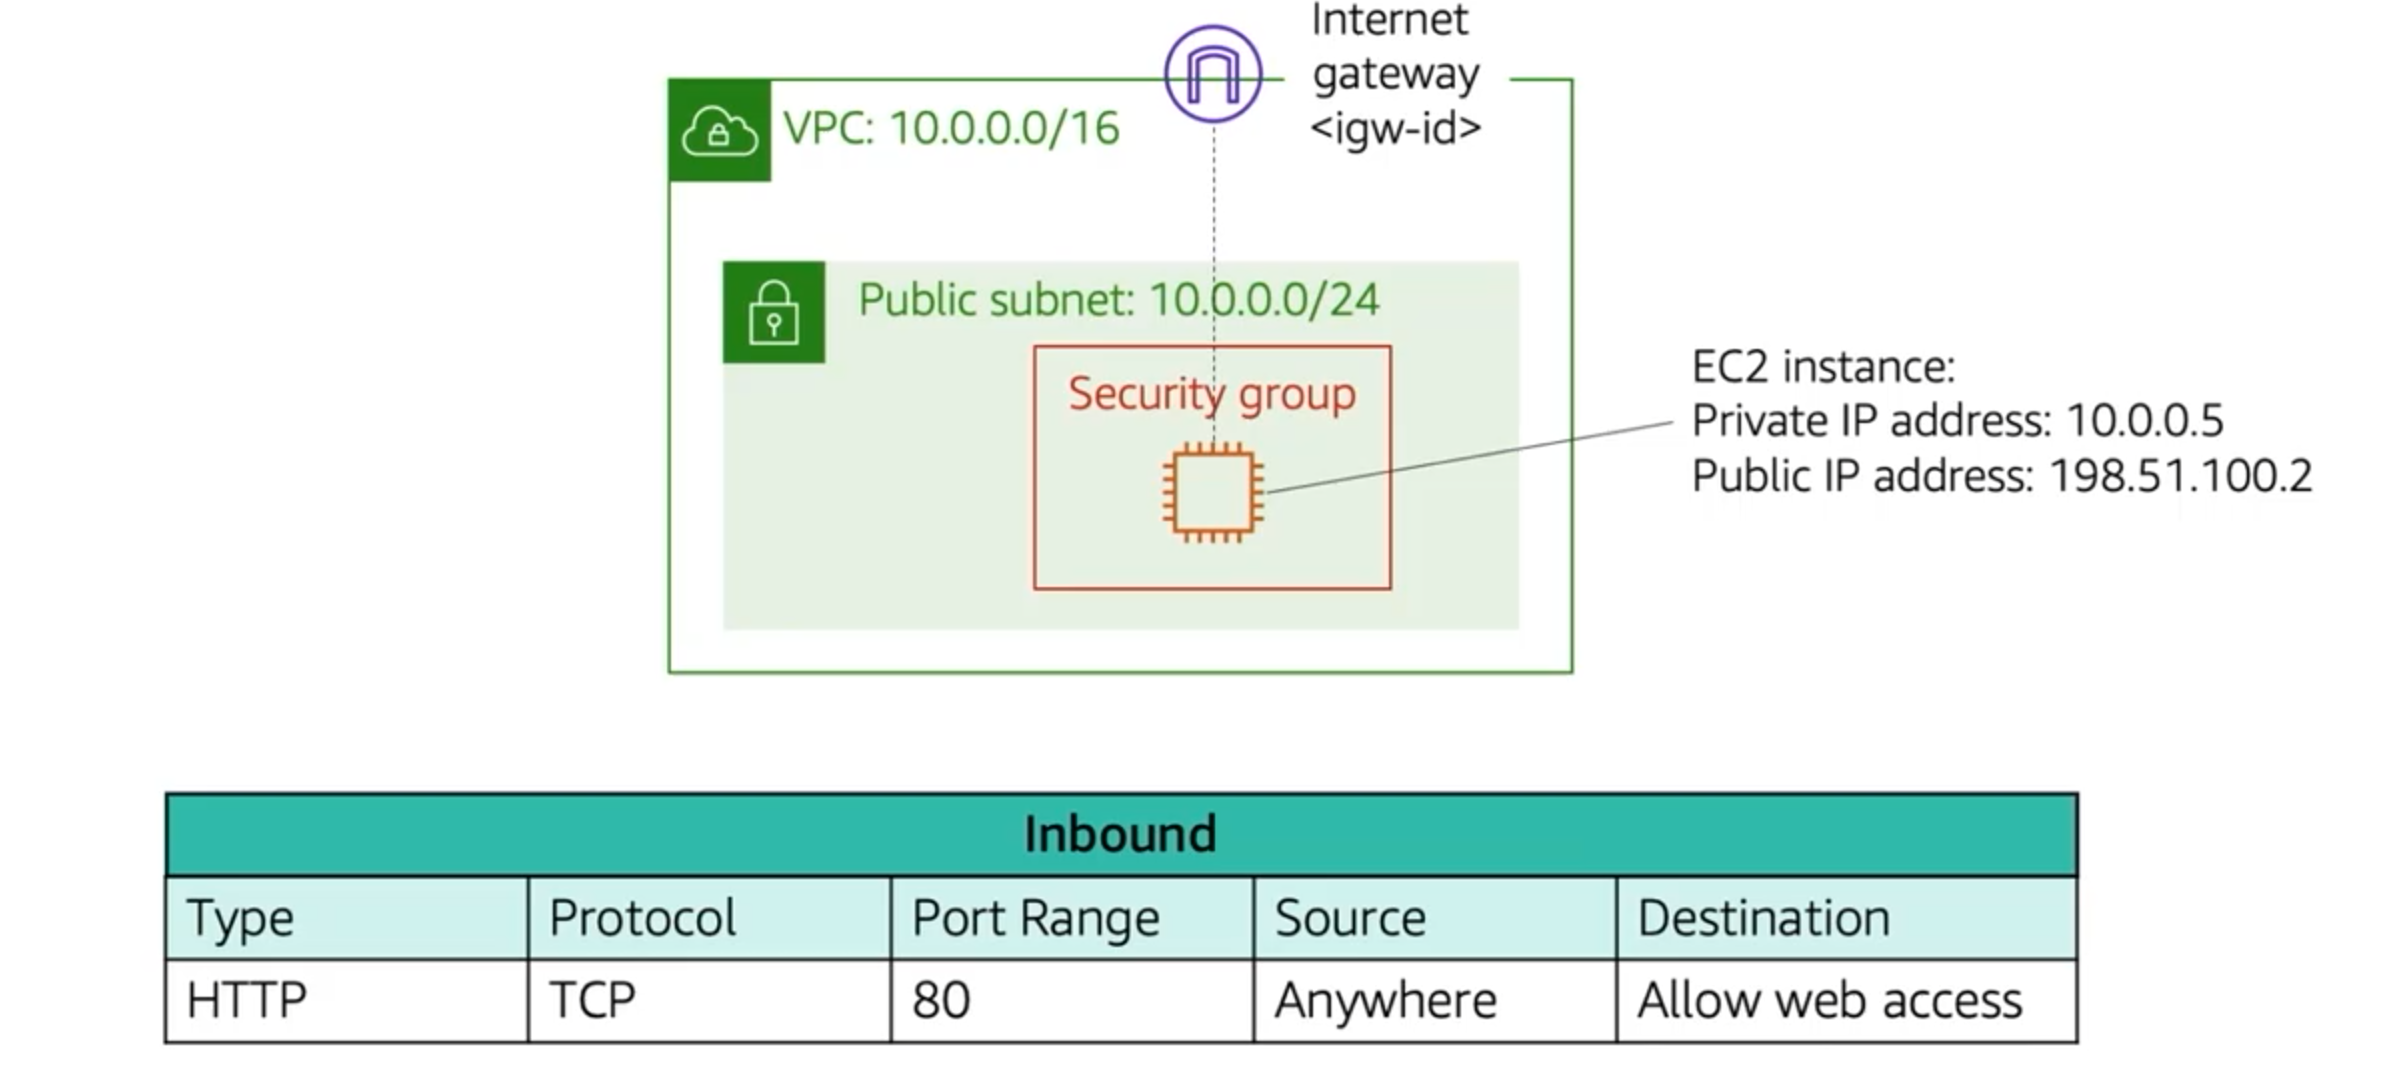 Internet
gateway
<igw-id>
VPC: 10.0.0.0/16
Public subnet: 10.0.0.0/24
Security group
EC2 instance:
Private IP address: 10.0.0.5
Public IP address: 198.51.100.2
Inbound
Type Protocol Port Range Source Destination
HTTP TCP 80 Anywhere Allow web access